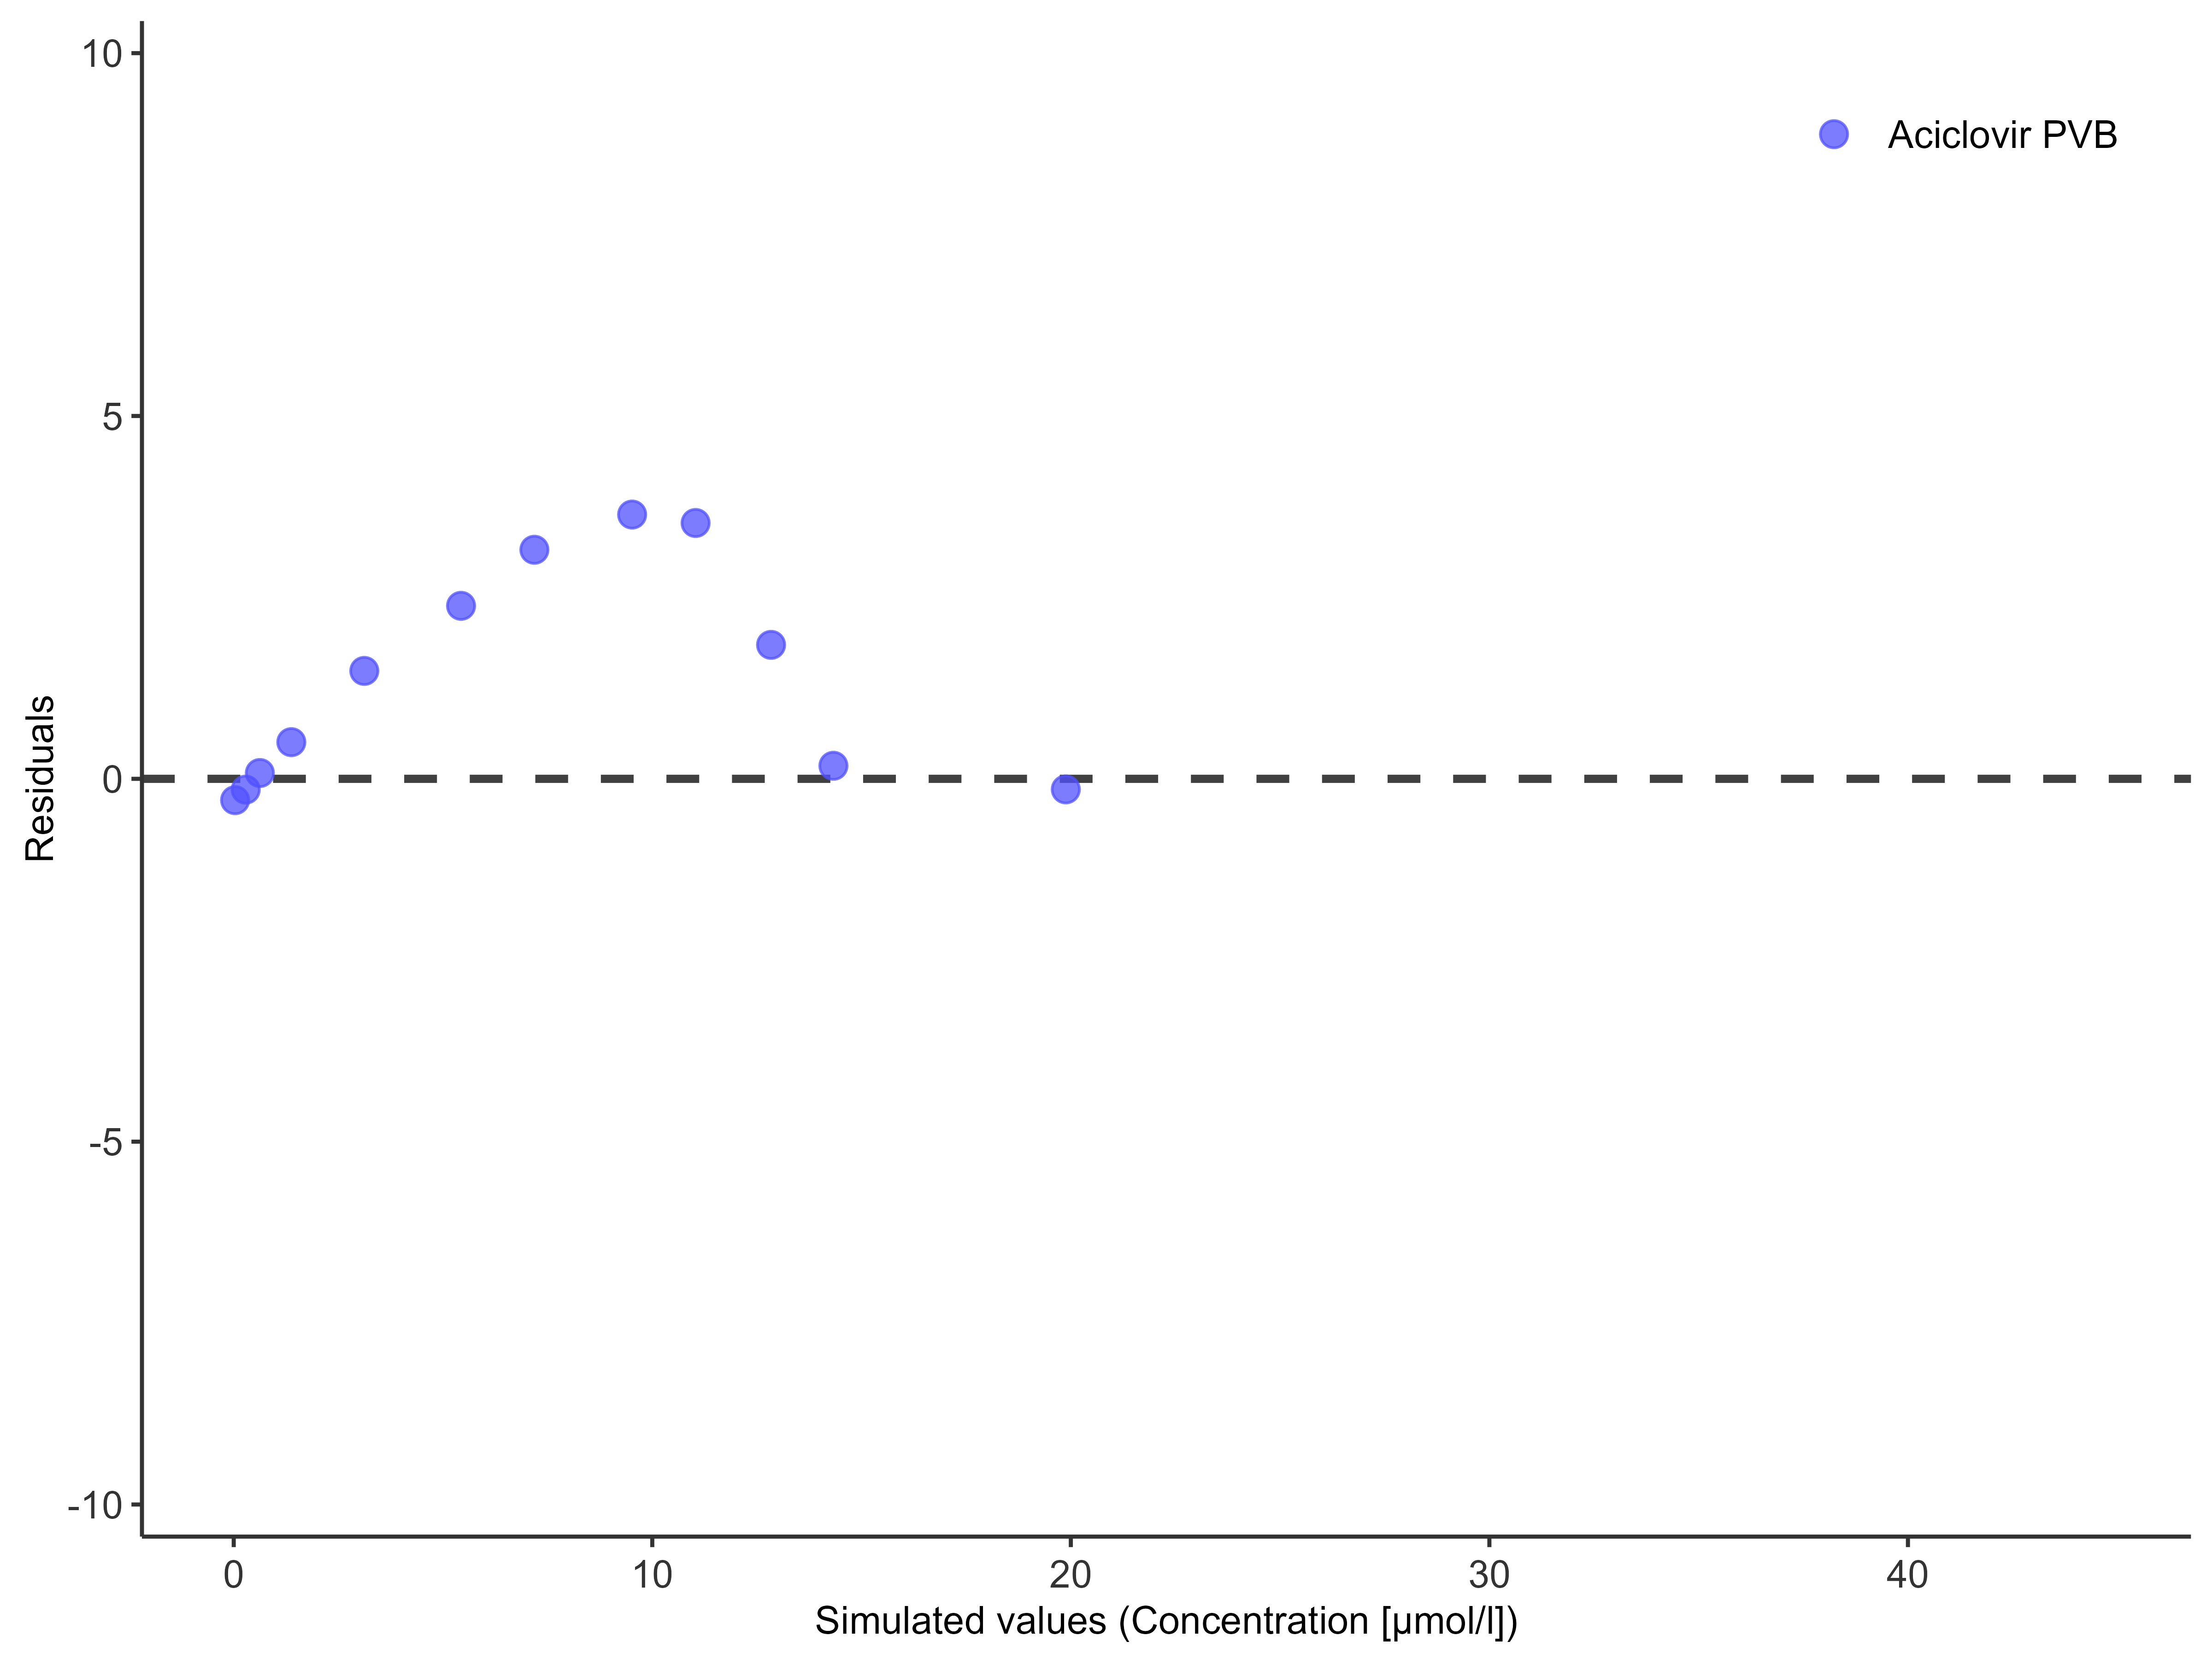 10
Aciclovir PVB
5
0
-5
-10
Residuals
0 10 20 30 40
Simulated values (Concentration [µmol/l])